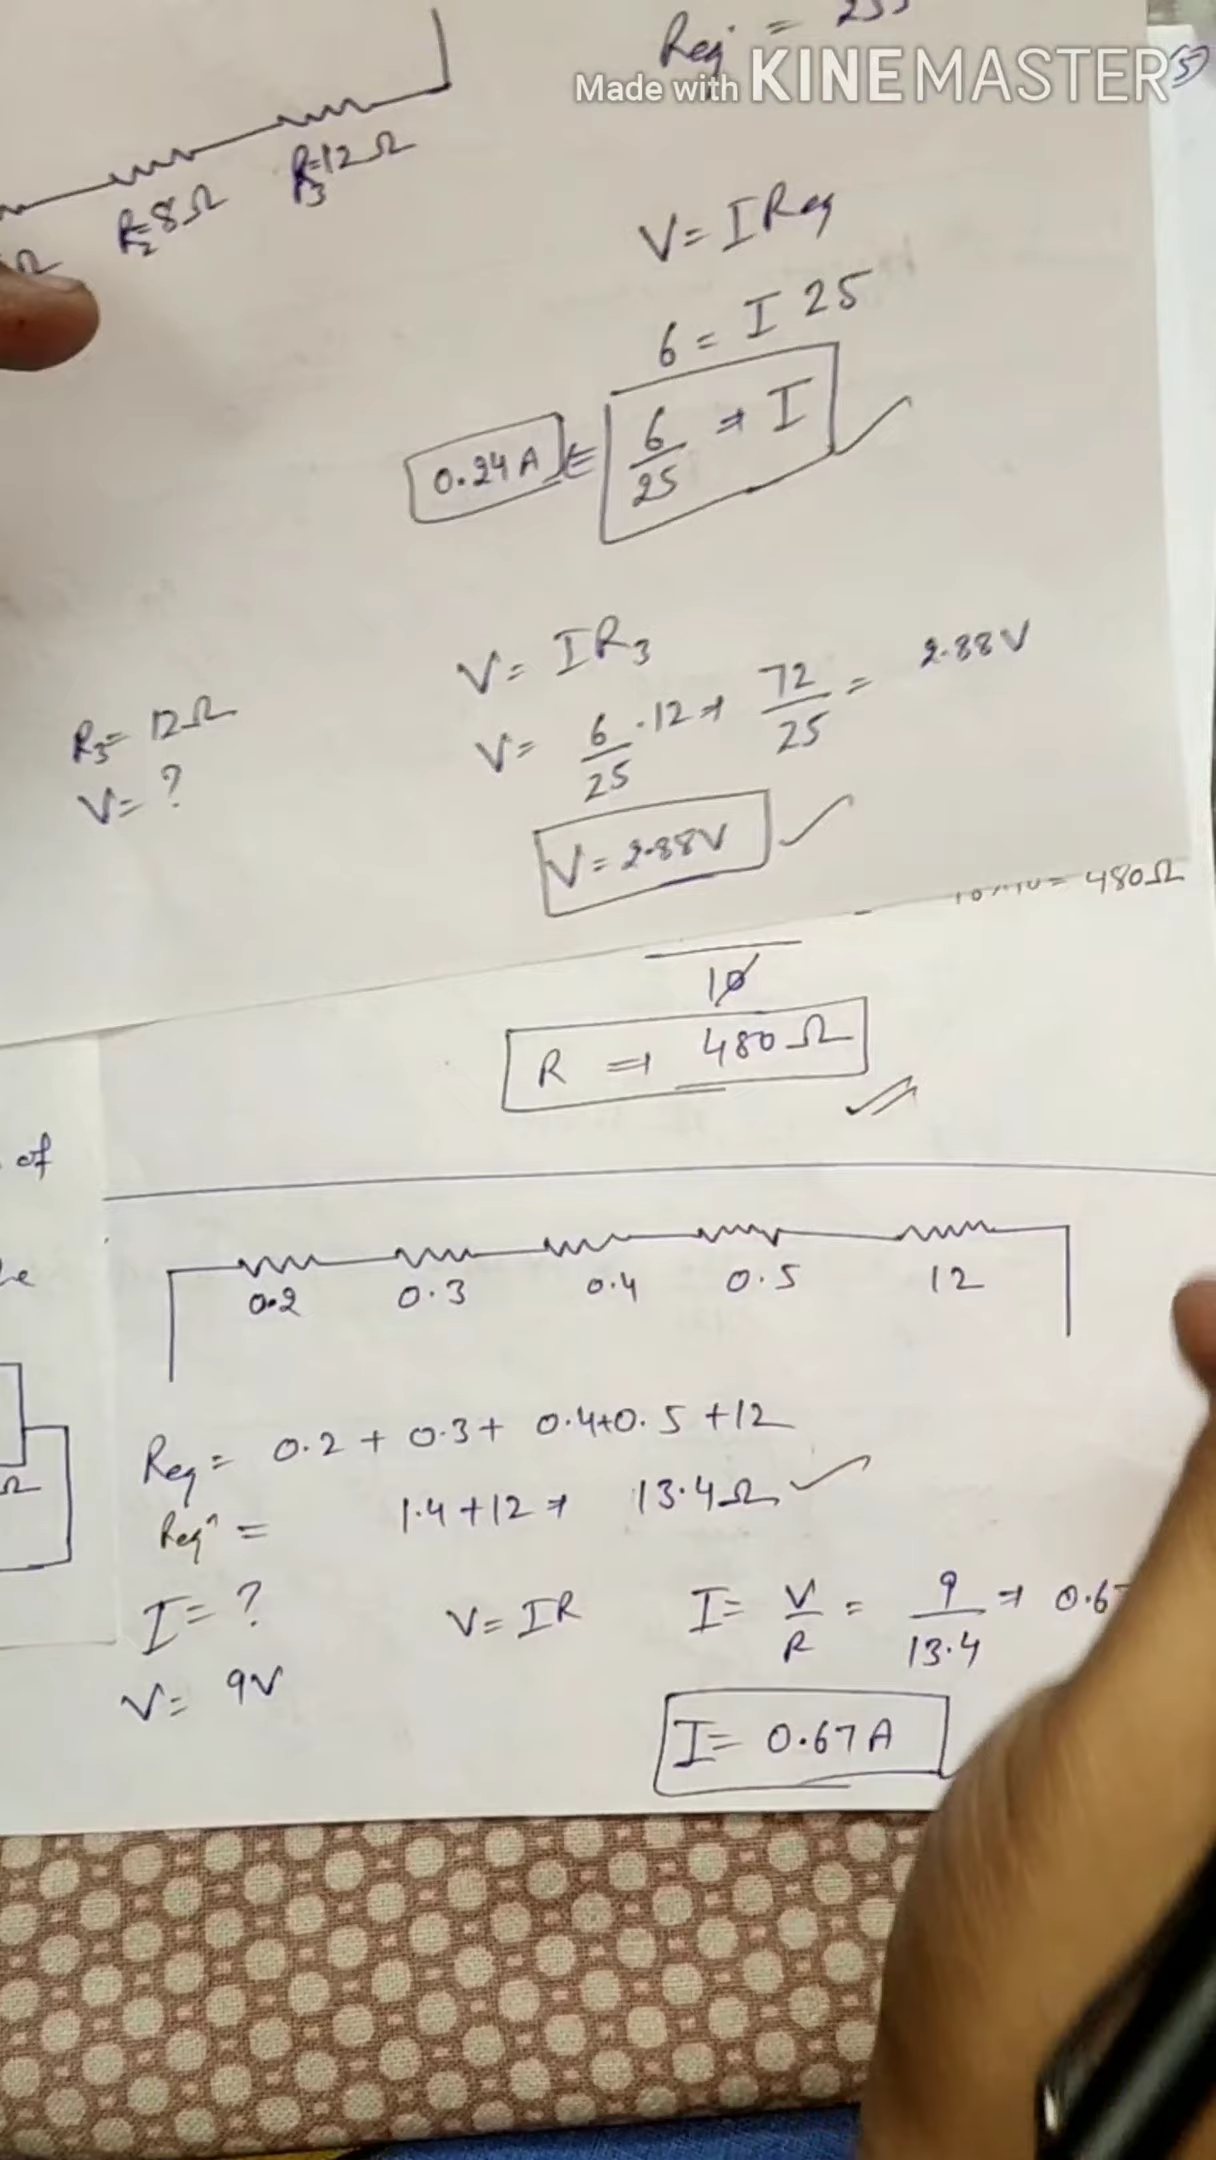 Req =
Made with KINEMASTER
R3=12Ω
R2=8Ω
Ω
V= IReq
6 = I 25
6/25 ⇒ I
0.24A =
V= IR3
V= 6/25 .12 ⇒ 72/25 = 2.88V
R3= 12Ω
V= ?
V= 2.88V
= 480Ω
10
R ⇒ 480Ω
of
0.2 0.3 0.4 0.5 12
Req = 0.2 + 0.3 + 0.4+0.5 +12
Req = 1.4+12 ⇒ 13.4Ω
Ω
I= ? V= IR I= V/R = 9/13.4 ⇒ 0.6
V= 9V
I= 0.67A